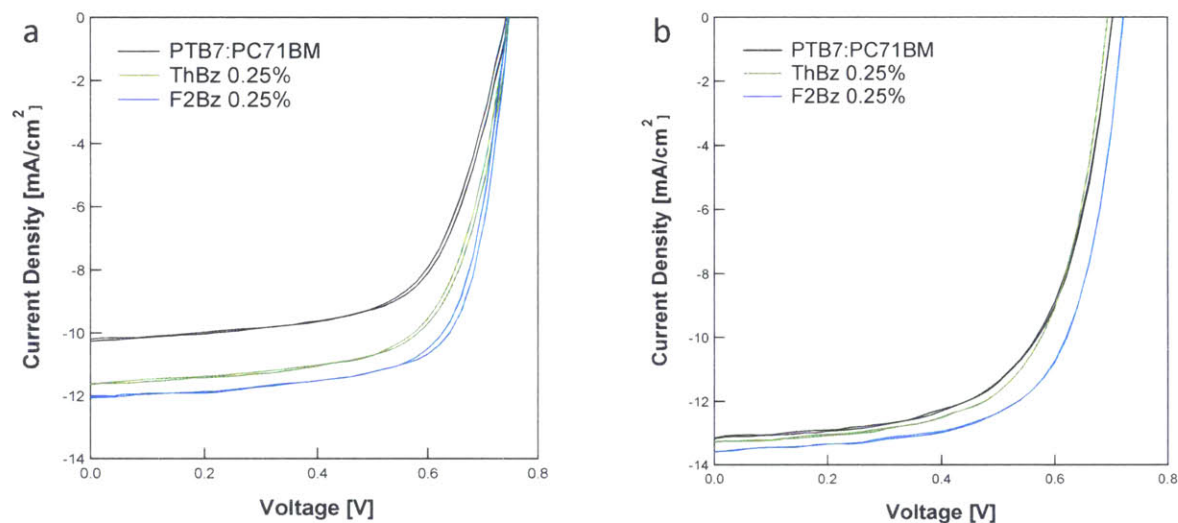 a
0
-2
-4
-6
-8
-10
-12
-14
Current Density [mA/cm²]
PTB7:PC71BM
ThBz 0.25%
F2Bz 0.25%
0.0 0.2 0.4 0.6 0.8
Voltage [V]
b
0
-2
-4
-6
-8
-10
-12
-14
Current Density [mA/cm²]
PTB7:PC71BM
ThBz 0.25%
F2Bz 0.25%
0.0 0.2 0.4 0.6 0.8
Voltage [V]